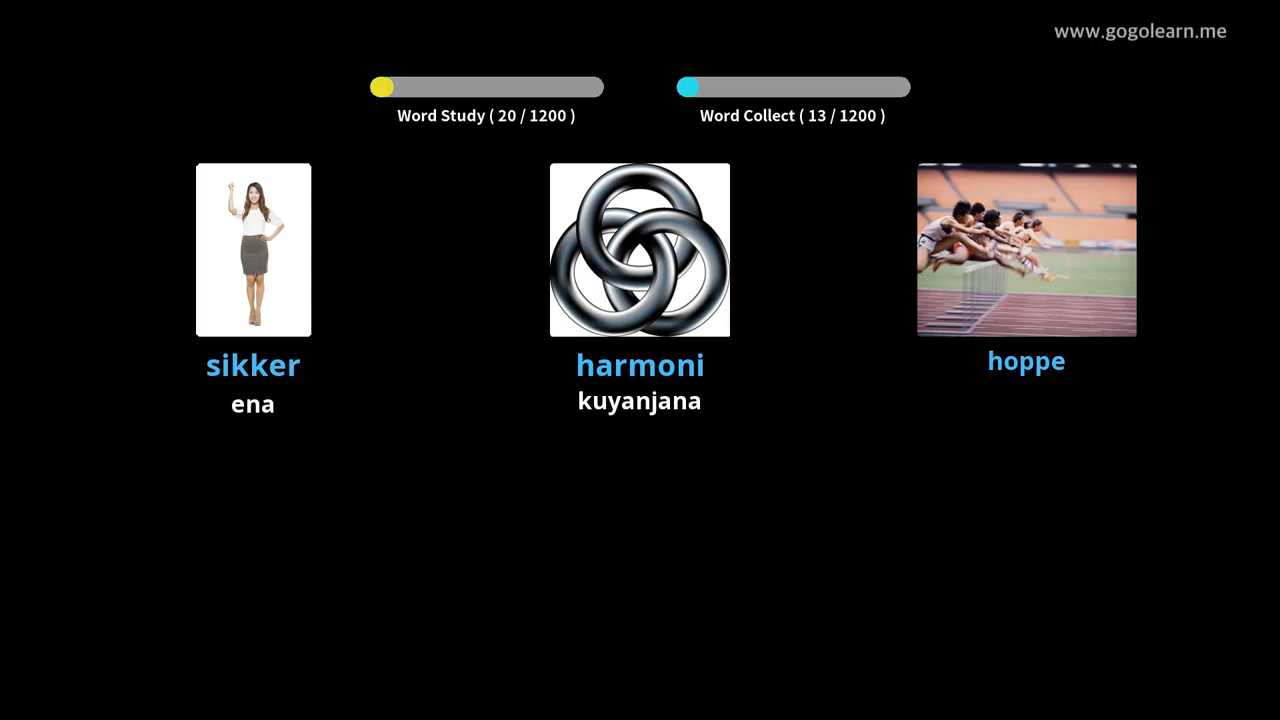 www.gogolearn.me
Word Study ( 20 / 1200 )
Word Collect ( 13 / 1200 )
sikker
ena
harmoni
kuyanjana
hoppe